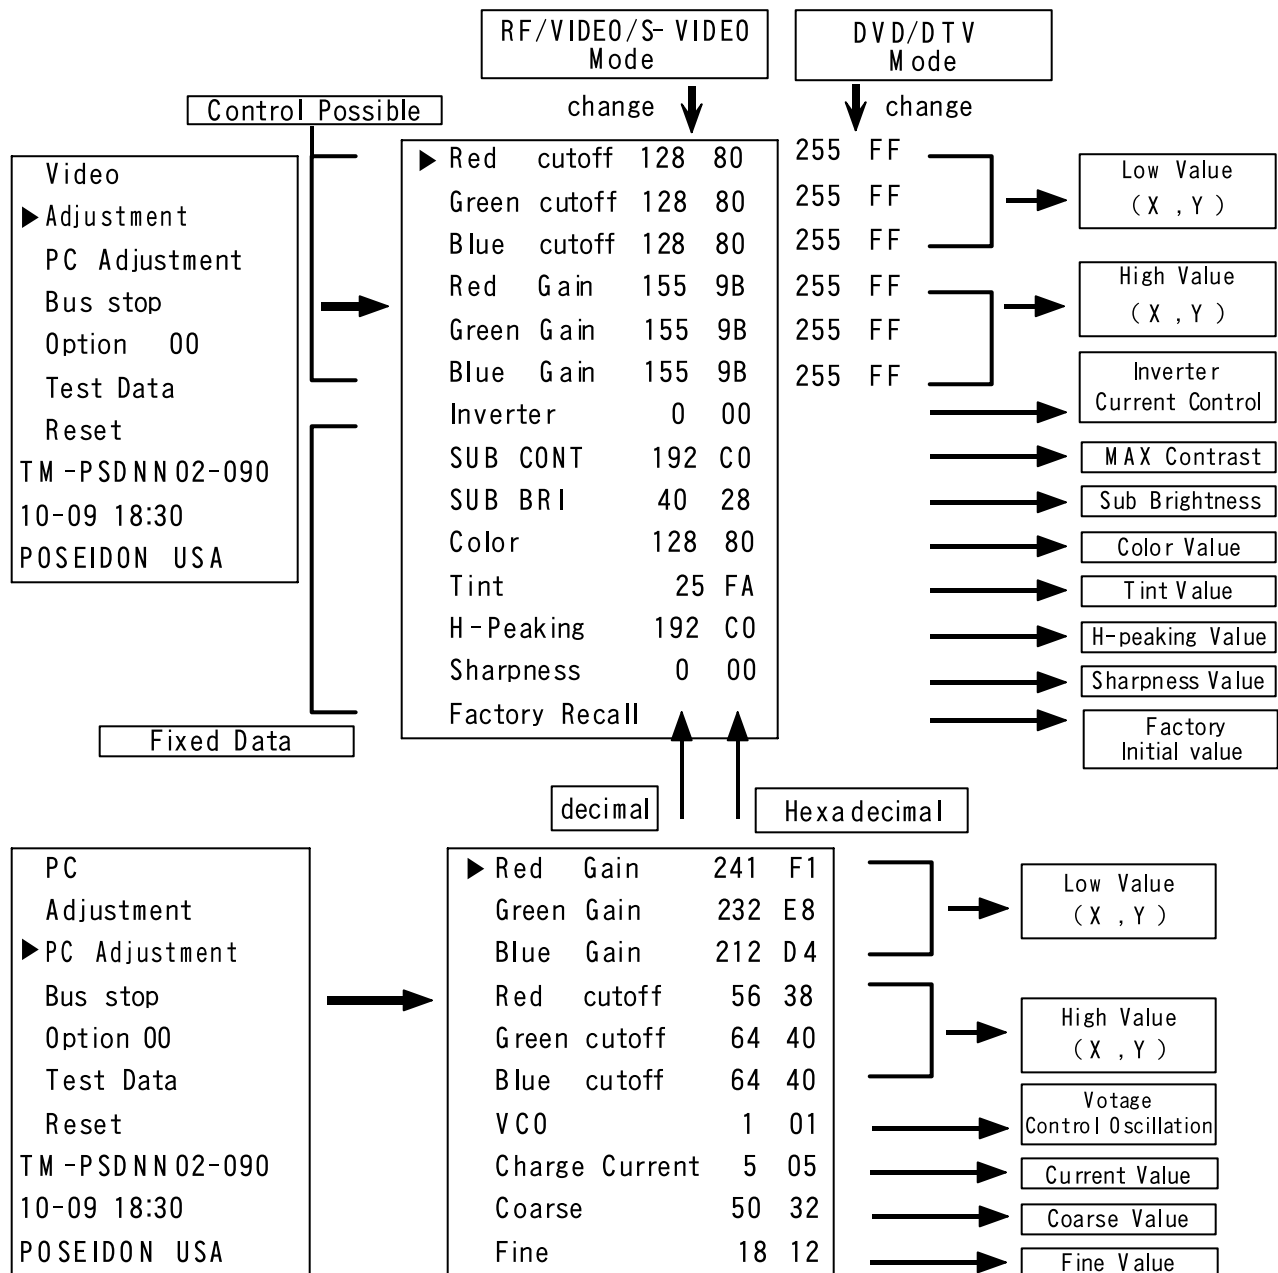 RF/VIDEO/S-VIDEO
Mode
DVD/DTV
Mode
change
change
Control Possible
Video
▶Adjustment
PC Adjustment
Bus stop
Option 00
Test Data
Reset
TM-PSDNN02-090
10-09 18:30
POSEIDON USA
▶Red cutoff 128 80 255 FF
Green cutoff 128 80 255 FF
Blue cutoff 128 80 255 FF
Red Gain 155 9B 255 FF
Green Gain 155 9B 255 FF
Blue Gain 155 9B 255 FF
Inverter 0 00
SUB CONT 192 C0
SUB BRI 40 28
Color 128 80
Tint 25 FA
H-Peaking 192 C0
Sharpness 0 00
Factory Recall
Low Value
(X ,Y)
High Value
(X ,Y)
Inverter
Current Control
MAX Contrast
Sub Brightness
Color Value
Tint Value
H-peaking Value
Sharpness Value
Factory
Initial value
Fixed Data
decimal
Hexadecimal
PC
Adjustment
▶PC Adjustment
Bus stop
Option 00
Test Data
Reset
TM-PSDNN02-090
10-09 18:30
POSEIDON USA
▶Red Gain 241 F1
Green Gain 232 E8
Blue Gain 212 D4
Red cutoff 56 38
Green cutoff 64 40
Blue cutoff 64 40
VCO 1 01
Charge Current 5 05
Coarse 50 32
Fine 18 12
Low Value
(X ,Y)
High Value
(X ,Y)
Votage
Control Oscillation
Current Value
Coarse Value
Fine Value